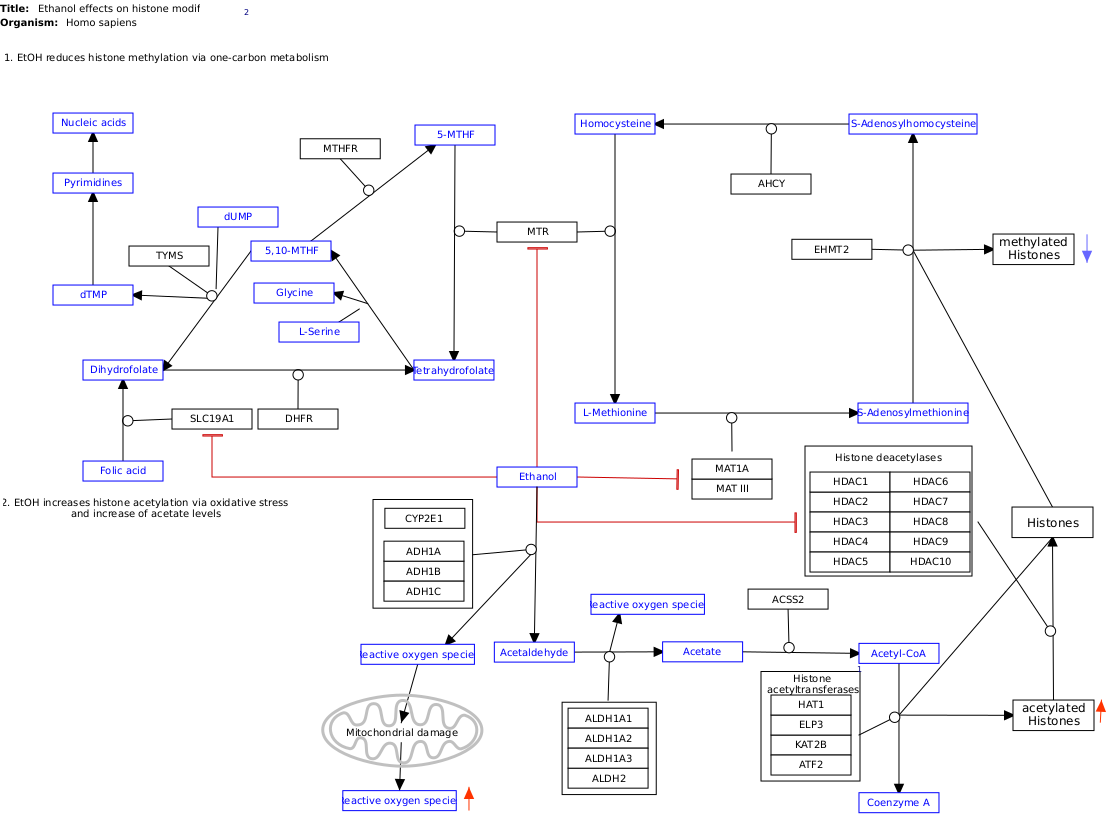 Title: Ethanol effects on histone modif
2
Organism: Homo sapiens
1. EtOH reduces histone methylation via one-carbon metabolism
Nucleic acids
5-MTHF
Homocysteine
S-Adenosylhomocysteine
MTHFR
Pyrimidines
AHCY
dUMP
MTR
TYMS
5,10-MTHF
EHMT2
methylated
Histones
dTMP
Glycine
L-Serine
Dihydrofolate
Tetrahydrofolate
SLC19A1
DHFR
L-Methionine
S-Adenosylmethionine
Folic acid
Ethanol
MAT1A
MAT III
Histone deacetylases
HDAC1
HDAC6
HDAC2
HDAC7
HDAC3
HDAC8
HDAC4
HDAC9
HDAC5
HDAC10
Histones
2. EtOH increases histone acetylation via oxidative stress
and increase of acetate levels
CYP2E1
ADH1A
ADH1B
ADH1C
eactive oxygen specie
ACSS2
eactive oxygen specie
Acetaldehyde
Acetate
Acetyl-CoA
1
Histone
acetyltransferases
HAT1
ELP3
KAT2B
ATF2
acetylated
Histones
ALDH1A1
ALDH1A2
ALDH1A3
ALDH2
Mitochondrial damage
eactive oxygen specie
Coenzyme A